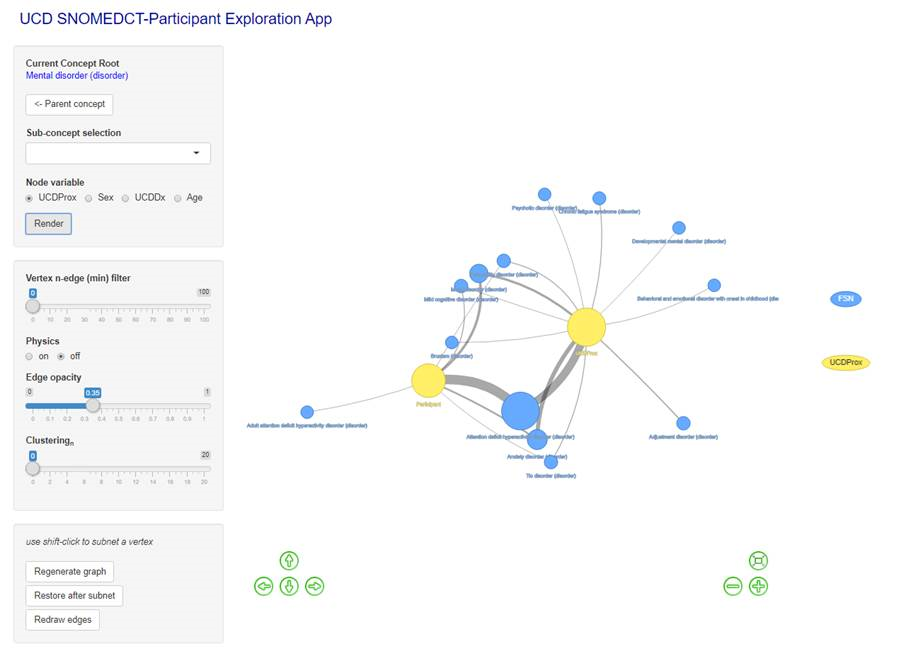 UCD SNOMEDCT-Participant Exploration App
Current Concept Root
Mental disorder (disorder)
<- Parent concept
Sub-concept selection
Node variable
UCDProx Sex UCDDx Age
Render
Vertex n-edge (min) filter
0 100
0 10 20 30 40 50 60 70 80 90 100
Physics
on off
Edge opacity
0 0.35 1
0 0.1 0.2 0.3 0.4 0.5 0.6 0.7 0.8 0.9 1
Clusteringn
0 20
0 2 4 6 8 10 12 14 16 18 20
use shift-click to subnet a vertex
Regenerate graph
Restore after subnet
Redraw edges
Psychotic disorder (disorder)
Chronic fatigue syndrome (disorder)
Developmental mental disorder (disorder)
disorder (disorder)
disorder (disorder)
Mild cognitive disorder (disorder)
Behavioral and emotional disorder with onset in childhood (diso
FSN
UCDProx
Bruxism (disorder)
Participant
Adult attention deficit hyperactivity disorder (disorder)
Attention deficit hyperactivity disorder (disorder)
Adjustment disorder (disorder)
Anxiety disorder (disorder)
Tic disorder (disorder)